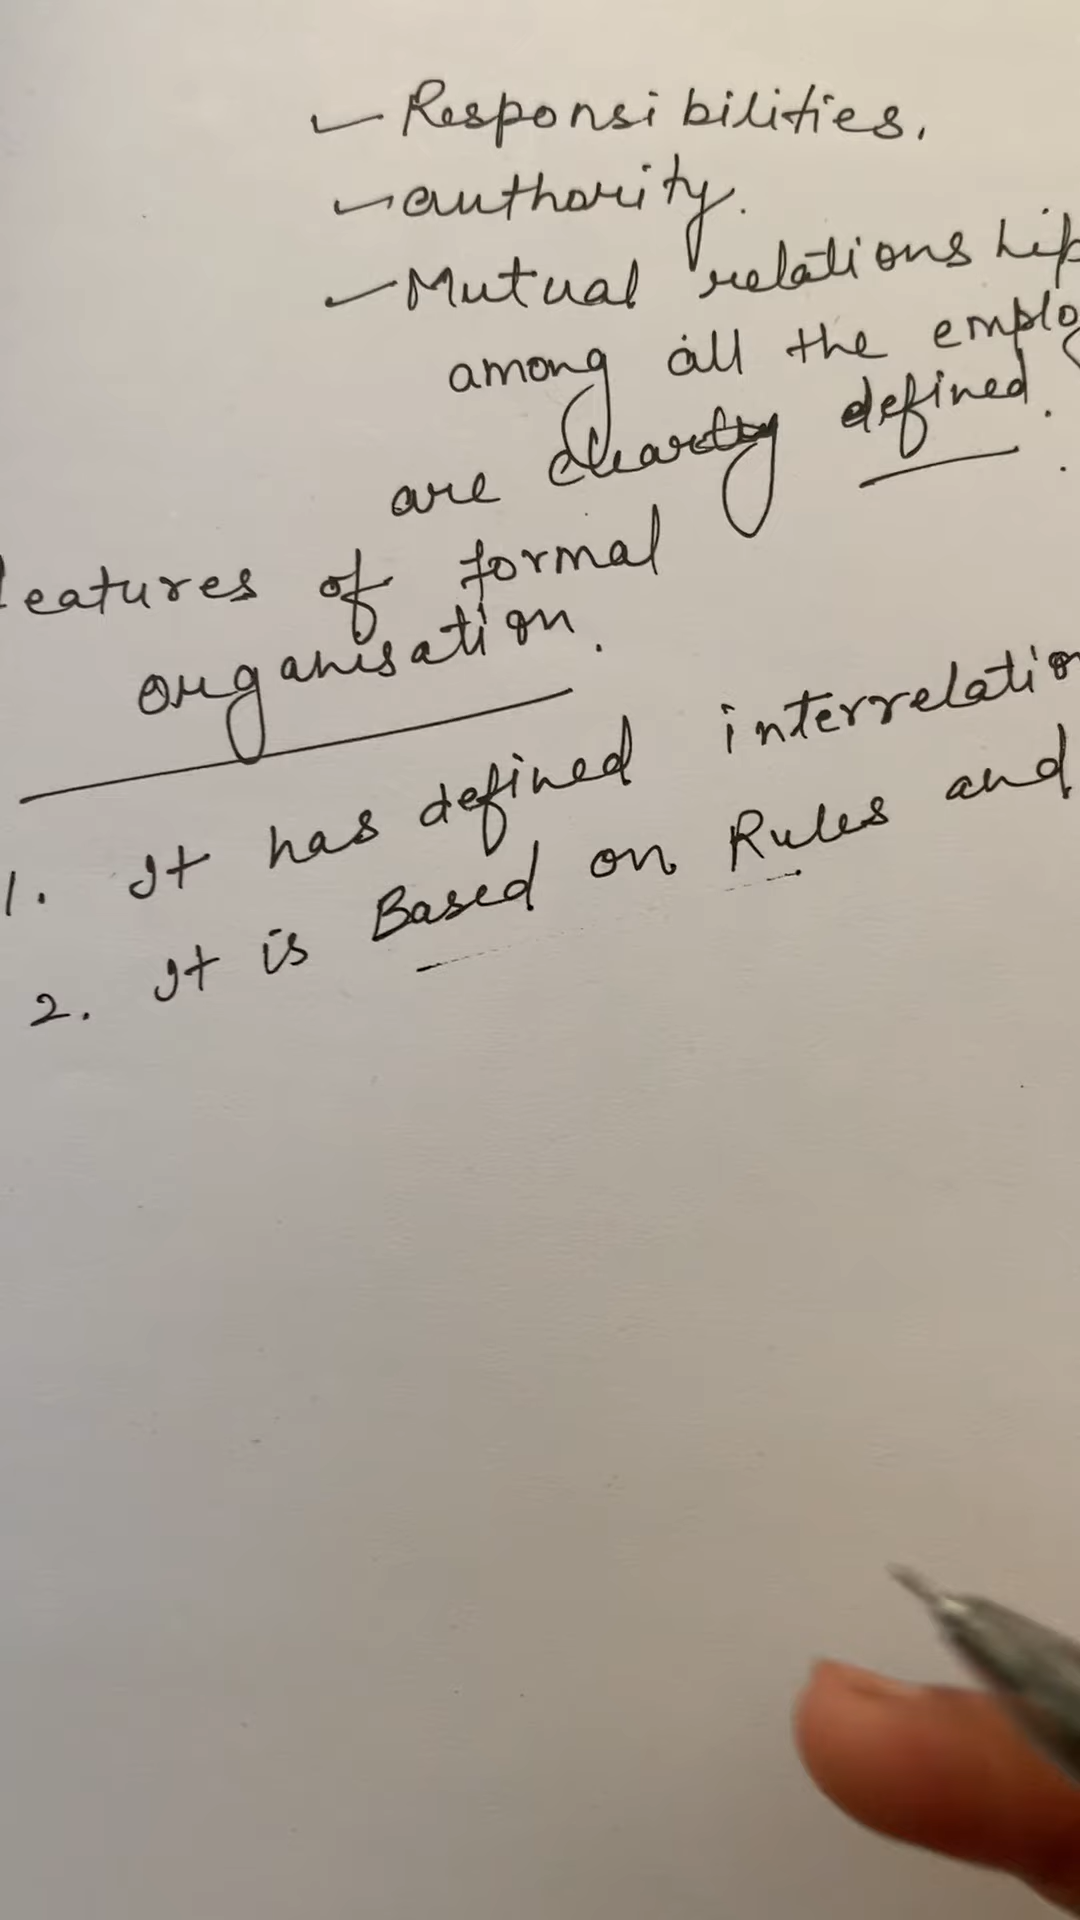 Responsibilities.
authority.
Mutual relationship
among all the emplo
are clearly defined.
eatures of formal
organisation.
1. It has defined interrelatio
2. It is Based on Rules and